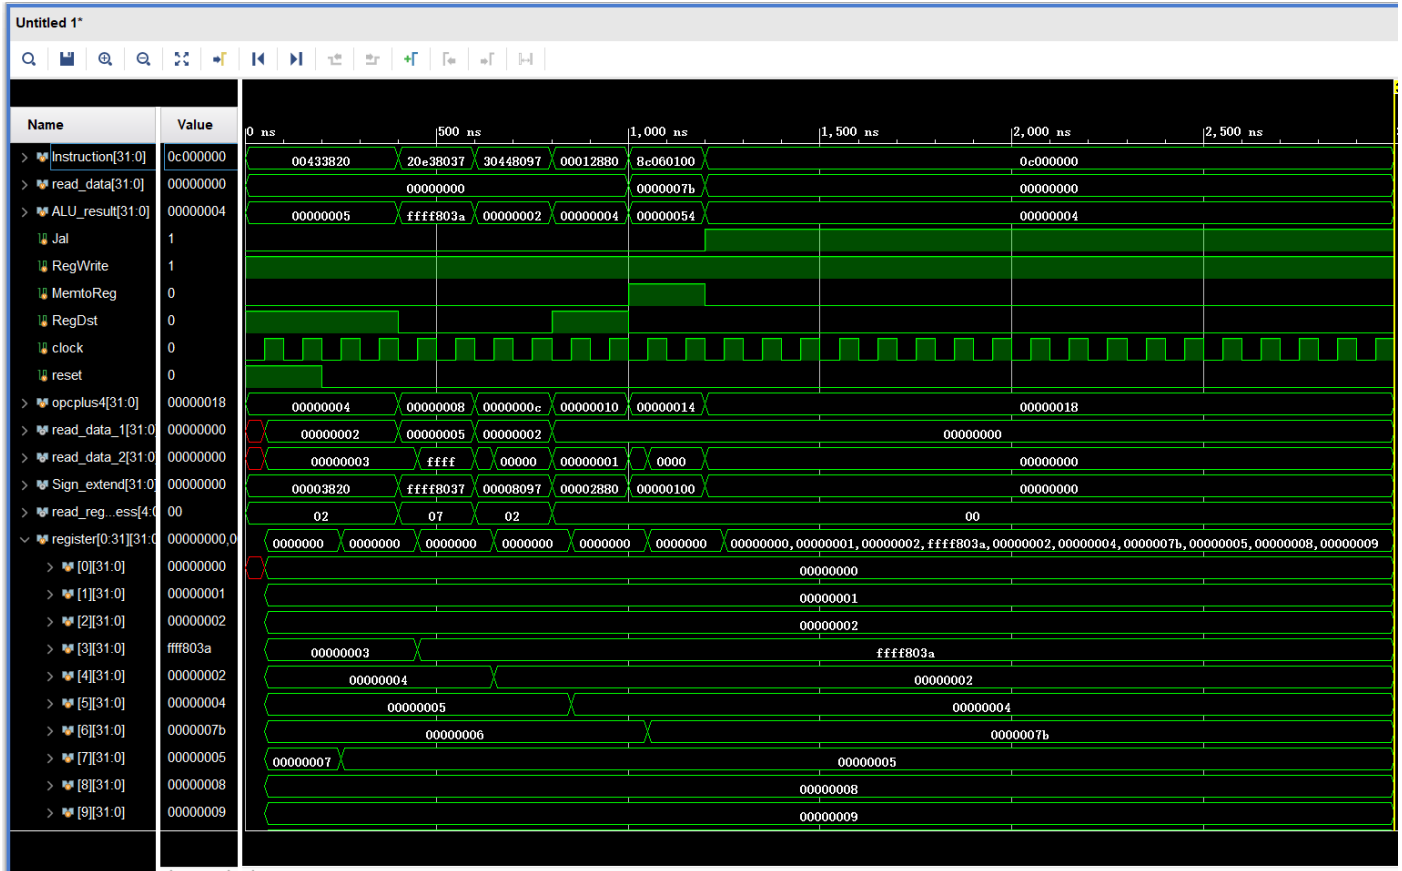 Untitled 1*
Name Value 0 ns 500 ns 1,000 ns 1,500 ns 2,000 ns 2,500 ns
Instruction[31:0] 0c000000 00433820 20e38037 30448097 00012880 8c060100 0c000000
read_data[31:0] 00000000 00000000 0000007b 00000000
ALU_result[31:0] 00000004 00000005 ffff803a 00000002 00000004 00000054 00000004
Jal 1
RegWrite 1
MemtoReg 0
RegDst 0
clock 0
reset 0
opcplus4[31:0] 00000018 00000004 00000008 0000000c 00000010 00000014 00000018
read_data_1[31:0 00000000 00000002 00000005 00000002 00000000
read_data_2[31:0 00000000 00000003 ffff 00000 00000001 0000 00000000
Sign_extend[31:0] 00000000 00003820 ffff8037 00008097 00002880 00000100 00000000
read_reg...ess[4:0 00 02 07 02 00
register[0:31][31:0 00000000,0 0000000 0000000 0000000 0000000 0000000 0000000 00000000,00000001,00000002,ffff803a,00000002,00000004,0000007b,00000005,00000008,00000009
[0][31:0] 00000000 00000000
[1][31:0] 00000001 00000001
[2][31:0] 00000002 00000002
[3][31:0] ffff803a 00000003 ffff803a
[4][31:0] 00000002 00000004 00000002
[5][31:0] 00000004 00000005 00000004
[6][31:0] 0000007b 00000006 0000007b
[7][31:0] 00000005 00000007 00000005
[8][31:0] 00000008 00000008
[9][31:0] 00000009 00000009